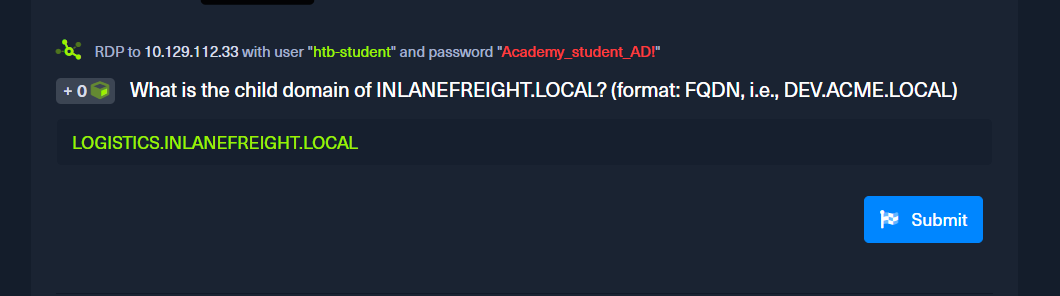 RDP to 10.129.112.33 with user "htb-student" and password "Academy_student_AD!"
+ 0 What is the child domain of INLANEFREIGHT.LOCAL? (format: FQDN, i.e., DEV.ACME.LOCAL)
LOGISTICS.INLANEFREIGHT.LOCAL
Submit